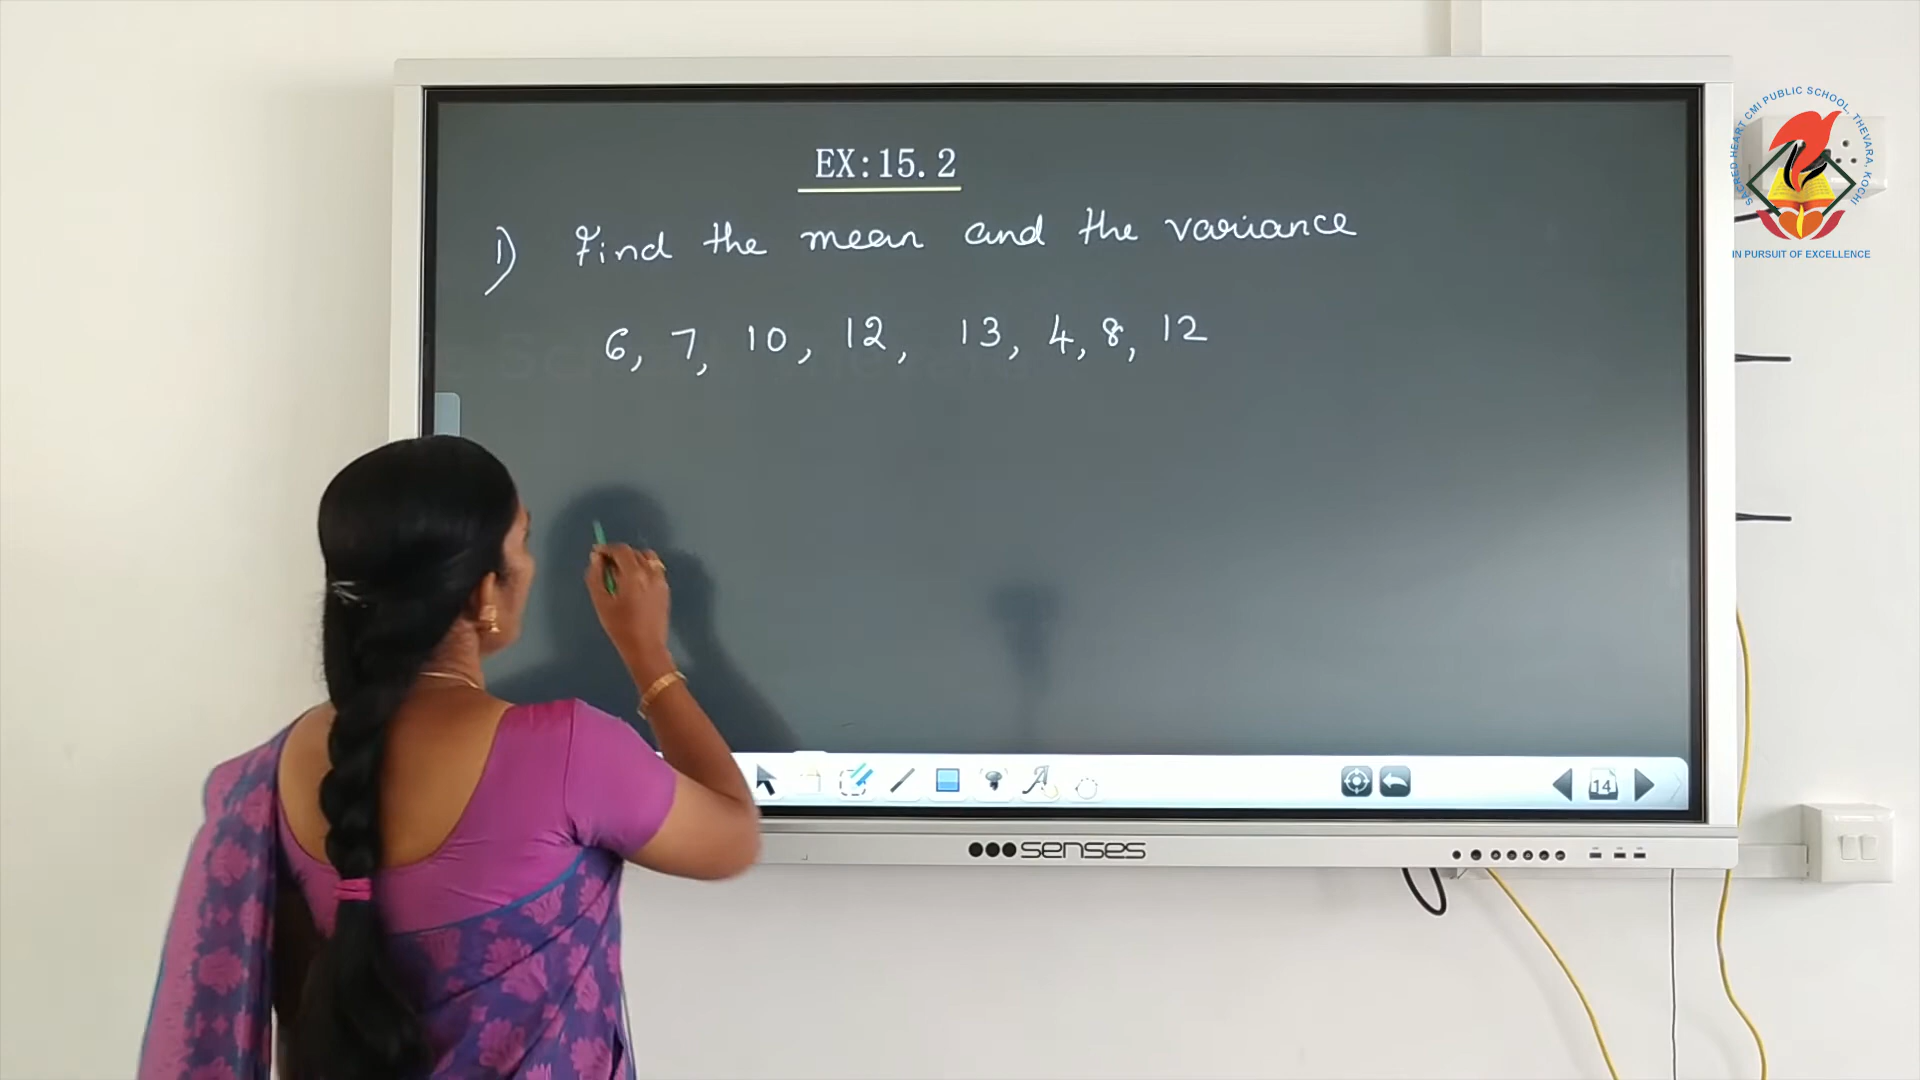 EX:15.2
1) Find the mean and the variance
6, 7, 10, 12, 13, 4, 8, 12
SACRED HEART CMI PUBLIC SCHOOL, THEVARA, KOCHI
IN PURSUIT OF EXCELLENCE
14
senses